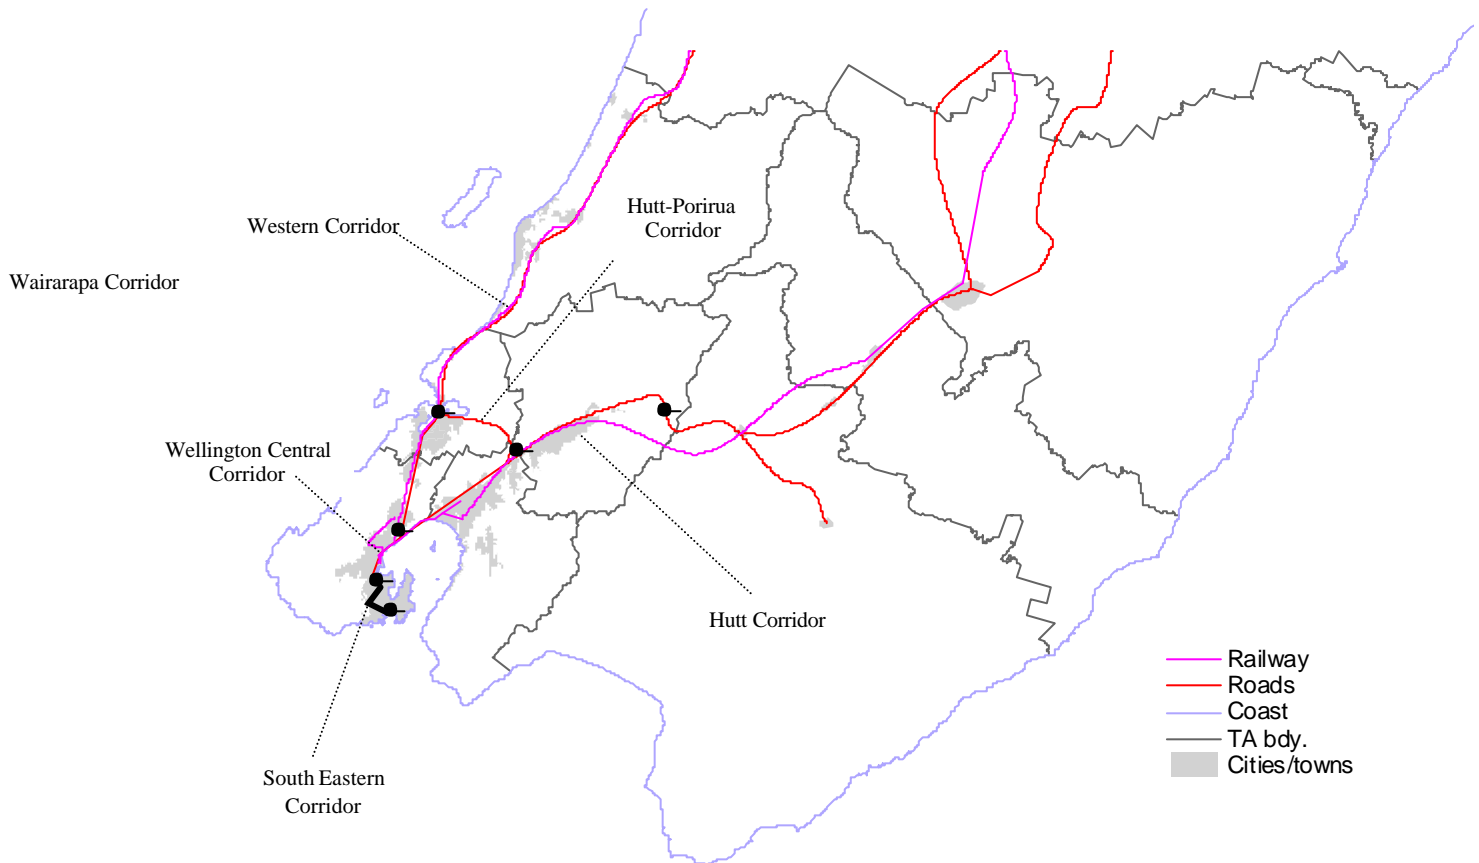 Hutt-Porirua
Corridor
Western Corridor
Wairarapa Corridor
Wellington Central
Corridor
Hutt Corridor
South Eastern
Corridor
Railway
Roads
Coast
TA bdy.
Cities/towns